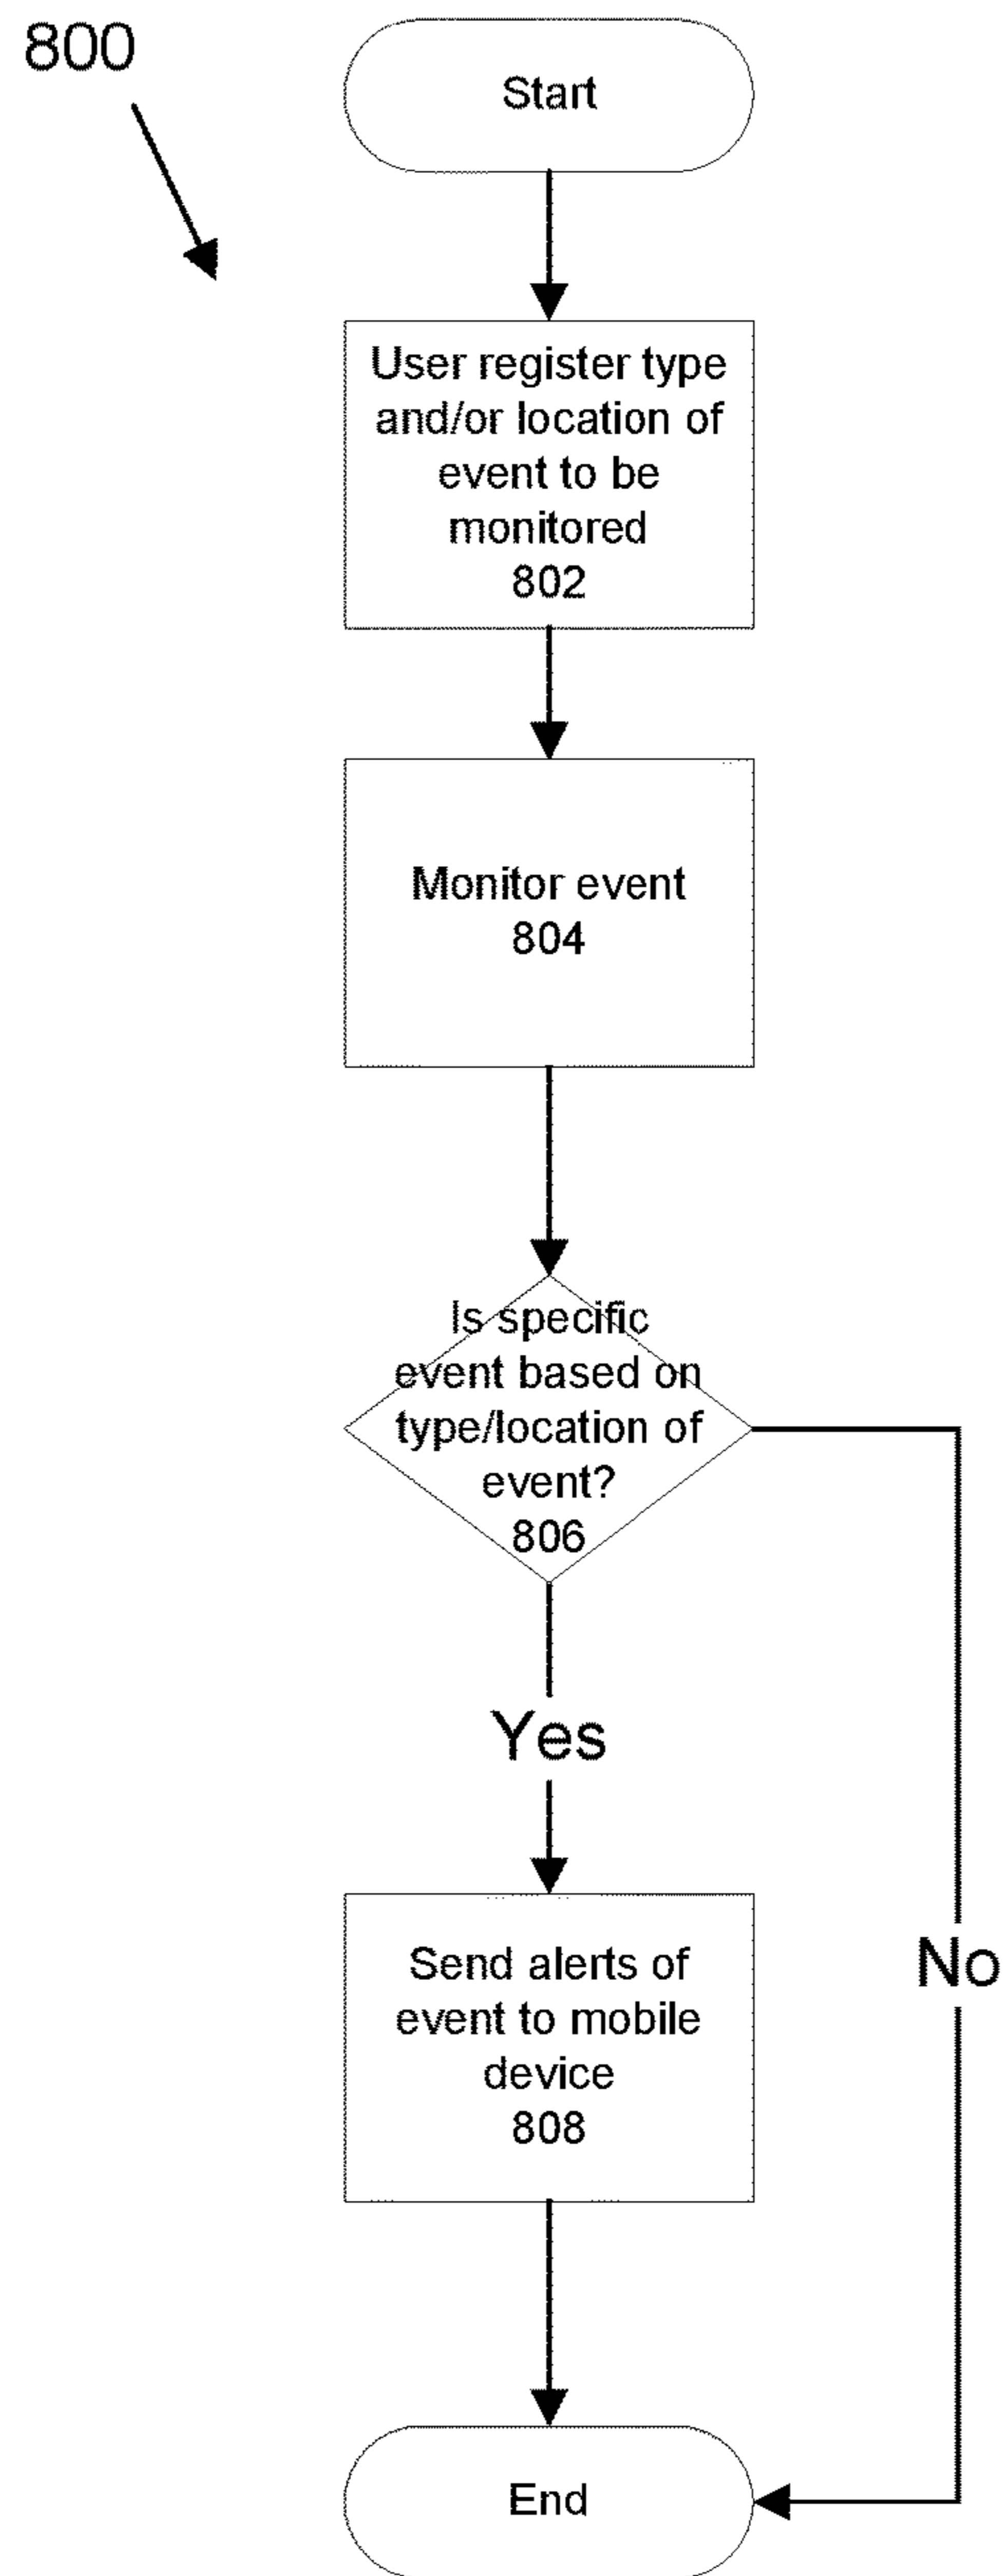 800
Start
User register type
and/or location of
event to be
monitored
802
Monitor event
804
Is specific
event based on
type/location of
event?
806
Yes
Send alerts of
event to mobile
device
808
No
End